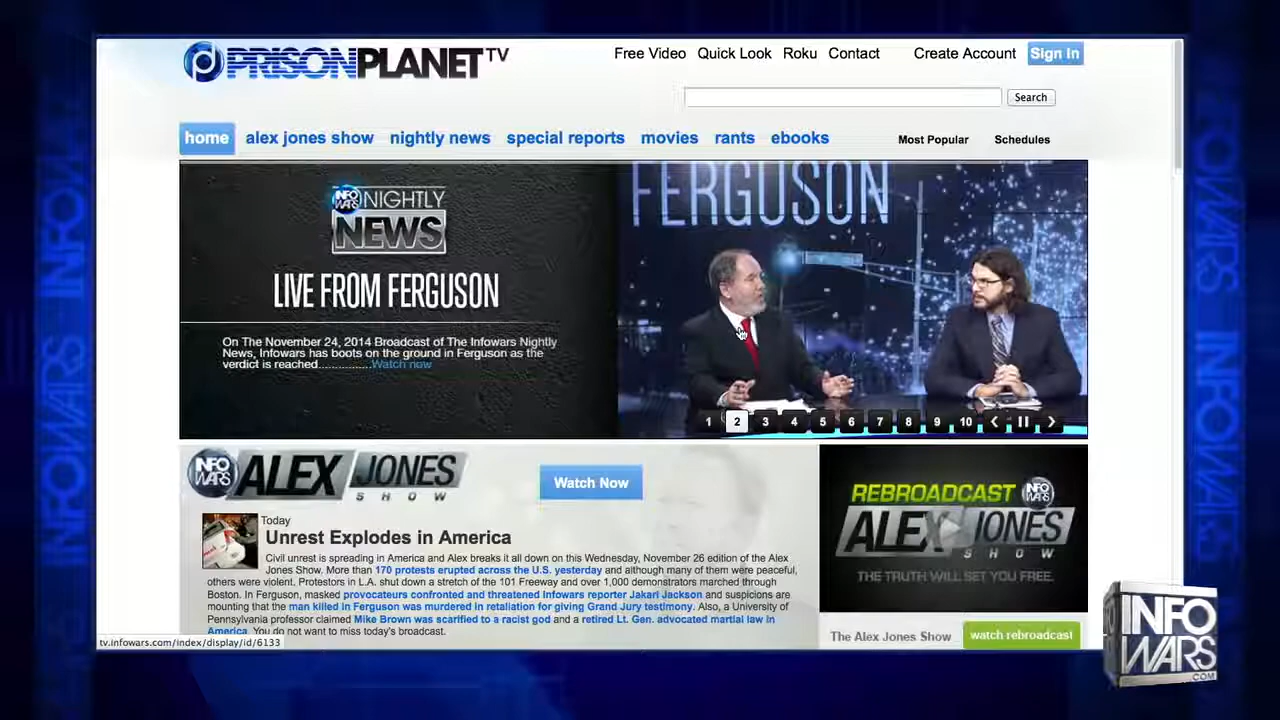 PRISONPLANET TV
Free Video Quick Look Roku Contact Create Account Sign In
Search
home alex jones show nightly news special reports movies rants ebooks Most Popular Schedules
INFO WARS NIGHTLY
NEWS
LIVE FROM FERGUSON
On The November 24, 2014 Broadcast of The Infowars Nightly
News, Infowars has boots on the ground in Ferguson as the
verdict is reached...............Watch now
FERGUSON
1 2 3 4 5 6 7 8 9 10
INFO WARS ALEX JONES
SHOW
Watch Now
Today
Unrest Explodes in America
Civil unrest is spreading in America and Alex breaks it all down on this Wednesday, November 26 edition of the Alex
Jones Show. More than 170 protests erupted across the U.S. yesterday and although many of them were peaceful,
others were violent. Protestors in L.A. shut down a stretch of the 101 Freeway and over 1,000 demonstrators marched through
Boston. In Ferguson, masked provocateurs confronted and threatened Infowars reporter Jakari Jackson and suspicions are
mounting that the man killed in Ferguson was murdered in retaliation for giving Grand Jury testimony. Also, a University of
Pennsylvania professor claimed Mike Brown was scarified to a racist god and a retired Lt. Gen. advocated martial law in
America. You do not want to miss today's broadcast.
REBROADCAST INFO WARS
ALEX JONES
SHOW
THE TRUTH WILL SET YOU FREE.
The Alex Jones Show watch rebroadcast
tv.infowars.com/index/display/id/6133
INFO
WARS
.COM
INFOWARS INFO
INFOWARS INFO